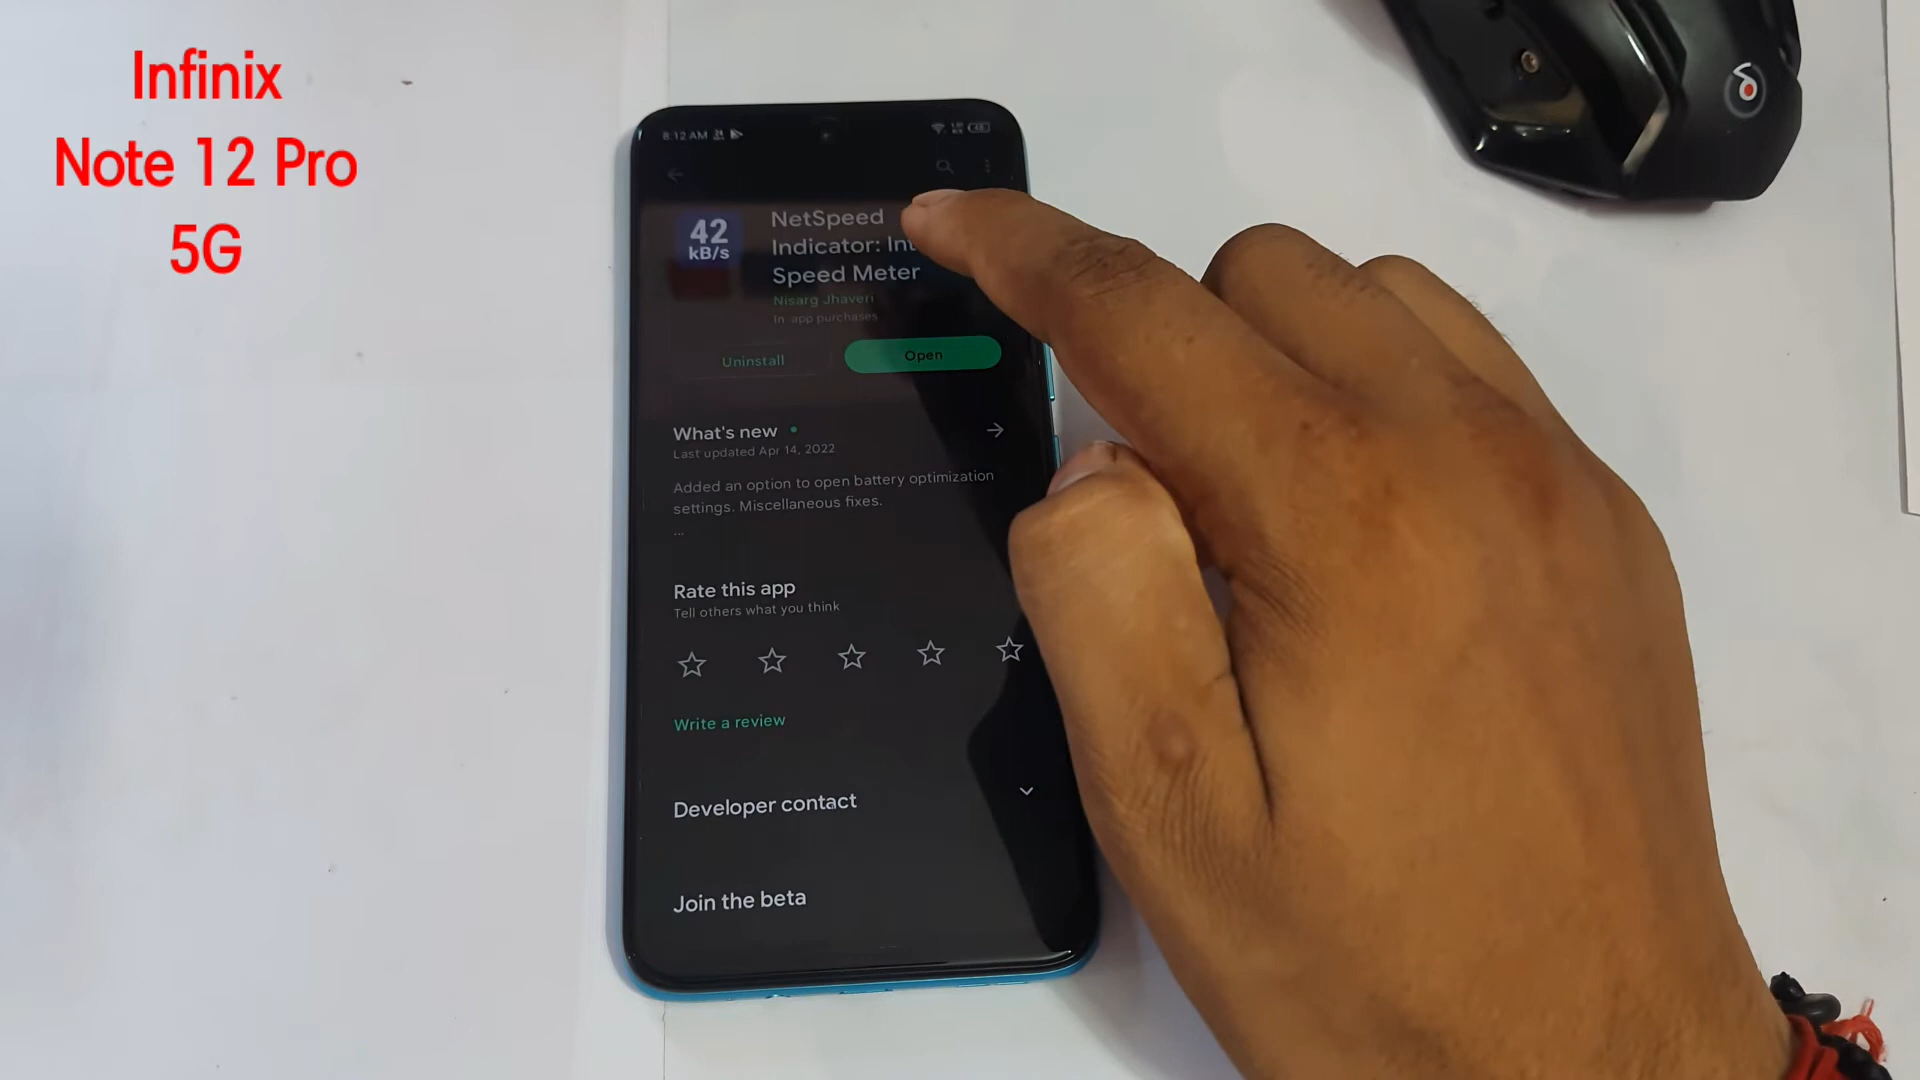 Infinix
Note 12 Pro
5G
8:12 AM
42
kB/s
NetSpeed
Indicator: Int
Speed Meter
Nisarg Jhaveri
In-app purchases
Uninstall
Open
What's new
Last updated Apr 14, 2022
Added an option to open battery optimization
settings. Miscellaneous fixes.
...
Rate this app
Tell others what you think
Write a review
Developer contact
Join the beta